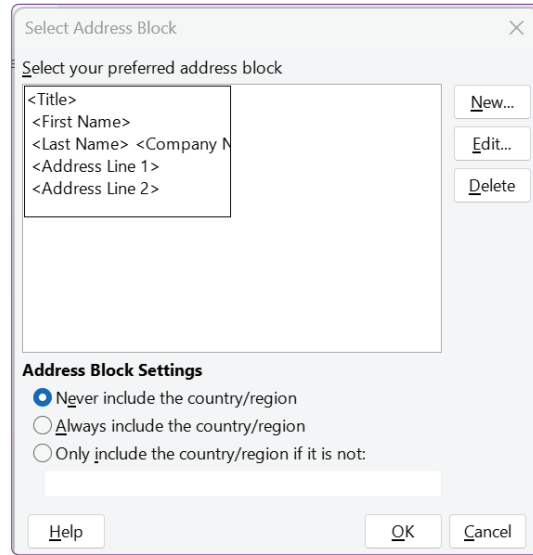 Select Address Block
Select your preferred address block
<Title>
<First Name>
<Last Name> <Company N
<Address Line 1>
<Address Line 2>
New...
Edit...
Delete
Address Block Settings
Never include the country/region
Always include the country/region
Only include the country/region if it is not:
Help
OK
Cancel